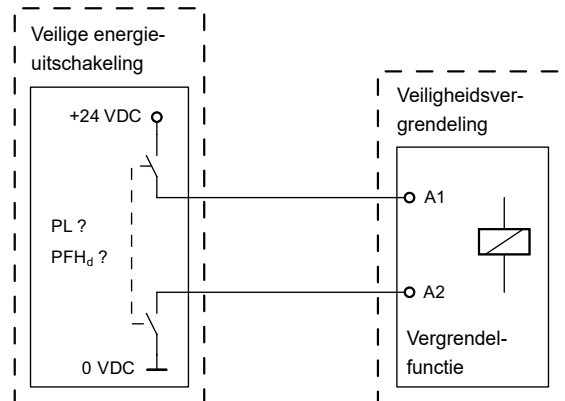 Veilige energie-
uitschakeling
+24 VDC
PL ?
PFHd ?
0 VDC
Veiligheidsver-
grendeling
A1
A2
Vergrendel-
functie